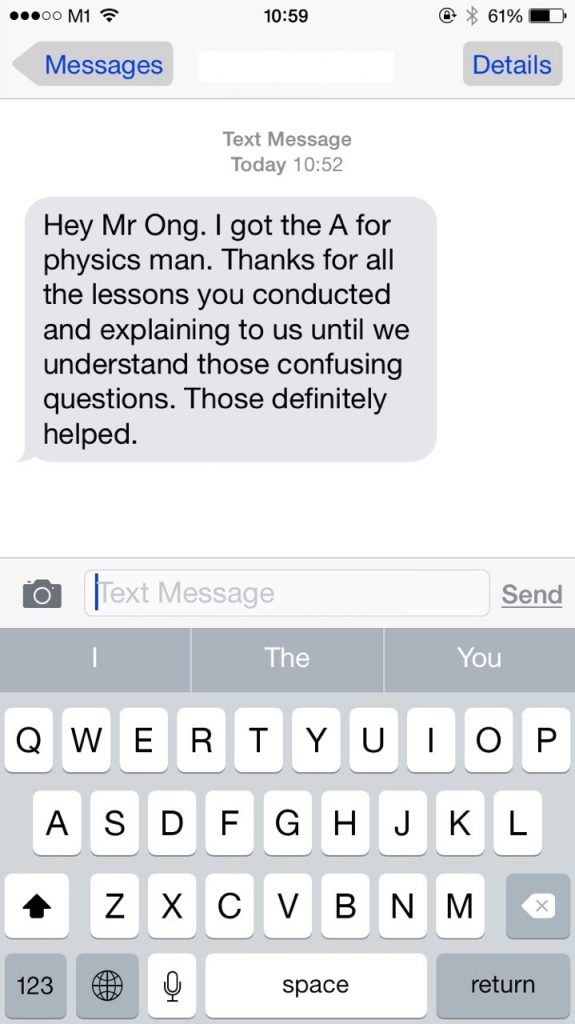 M1 10:59 61%
Messages Details
Text Message
Today 10:52
Hey Mr Ong. I got the A for
physics man. Thanks for all
the lessons you conducted
and explaining to us until we
understand those confusing
questions. Those definitely
helped.
Text Message Send
I The You
Q W E R T Y U I O P
A S D F G H J K L
Z X C V B N M
123 space return